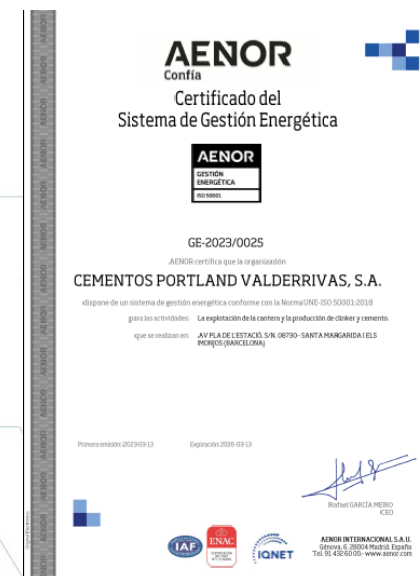 AENOR
Confía
Certificado del
Sistema de Gestión Energética
AENOR
GESTIÓN
ENERGÉTICA
ISO 50001
GE-2023/0025
AENOR certifica que la organización
CEMENTOS PORTLAND VALDERRIVAS, S.A.
dispone de un sistema de gestión energética conforme con la Norma UNE-ISO 50001:2018
para las actividades: La explotación de la cantera y la producción de clinker y cemento.
que se realizan en: AV PLA DE L'ESTACIÓ, S/N. 08730 - SANTA MARGARIDA I ELS
MONJOS (BARCELONA)
Primera emisión: 2023-03-13 Expiración: 2026-03-13
Rafael GARCÍA MEIRO
CEO
IAF
ENAC
IQNET
AENOR INTERNACIONAL S.A.U.
Génova, 6. 28004 Madrid. España
Tel. 91 432 60 00.- www.aenor.com